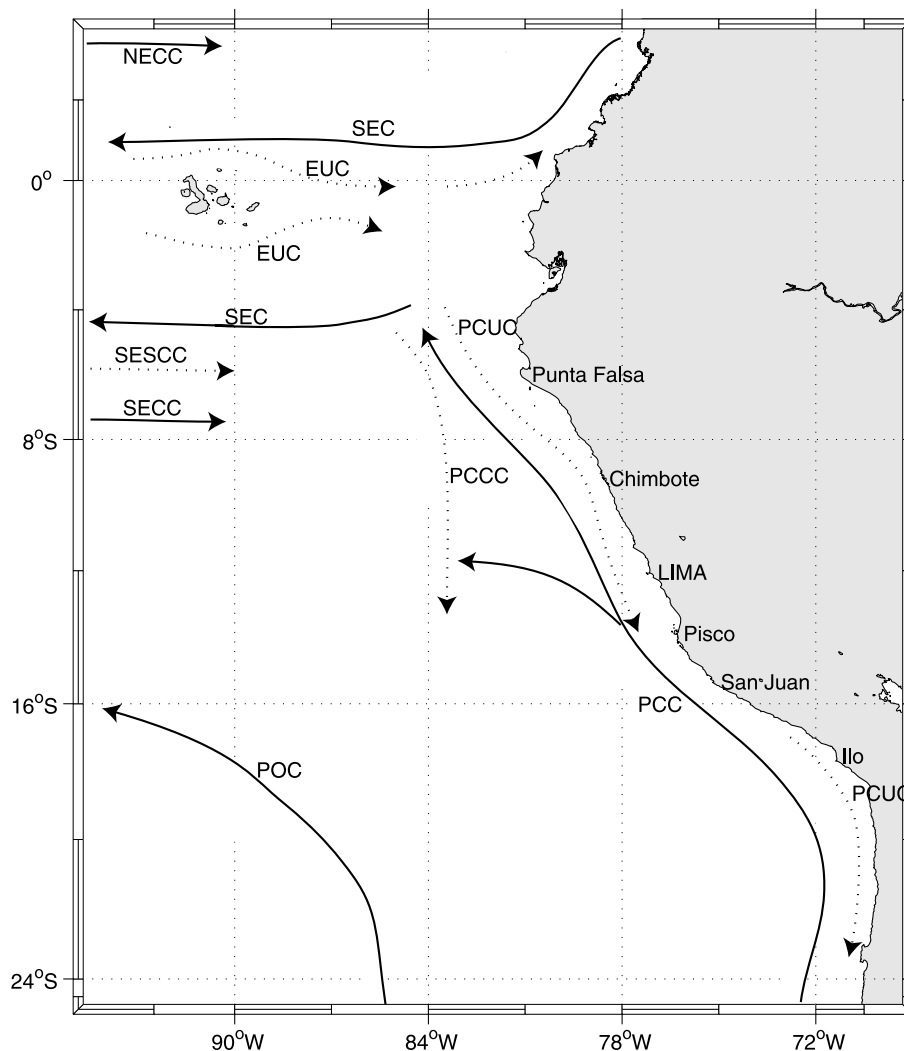 NECC
SEC
EUC
0°
EUC
SEC
PCUC
SESCC
Punta Falsa
SECC
8°S
PCCC
Chimbote
LIMA
Pisco
San Juan
16°S
PCC
Ilo
POC
PCUC
24°S
90°W
84°W
78°W
72°W